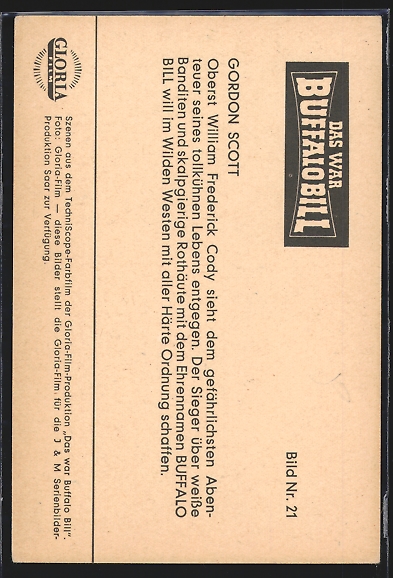 DAS WAR
BUFFALO BILL
Bild Nr. 21
GORDON SCOTT
Oberst William Frederick Cody sieht dem gefährlichsten Aben-
teuer seines tollkühnen Lebens entgegen. Der Sieger über weiße
Banditen und skalpgierige Rothäute mit dem Ehrennamen BUFFALO
BILL will im Wilden Westen mit aller Härte Ordnung schaffen.
GLORIA
FILM
Szenen aus dem TechniScope-Farbfilm der Gloria-Film-Produktion „Das war Buffalo Bill".
Foto: Gloria-Film — diese Bilder stellt die Gloria-Film für die J & M Serienbilder-
Produktion Saar zur Verfügung.